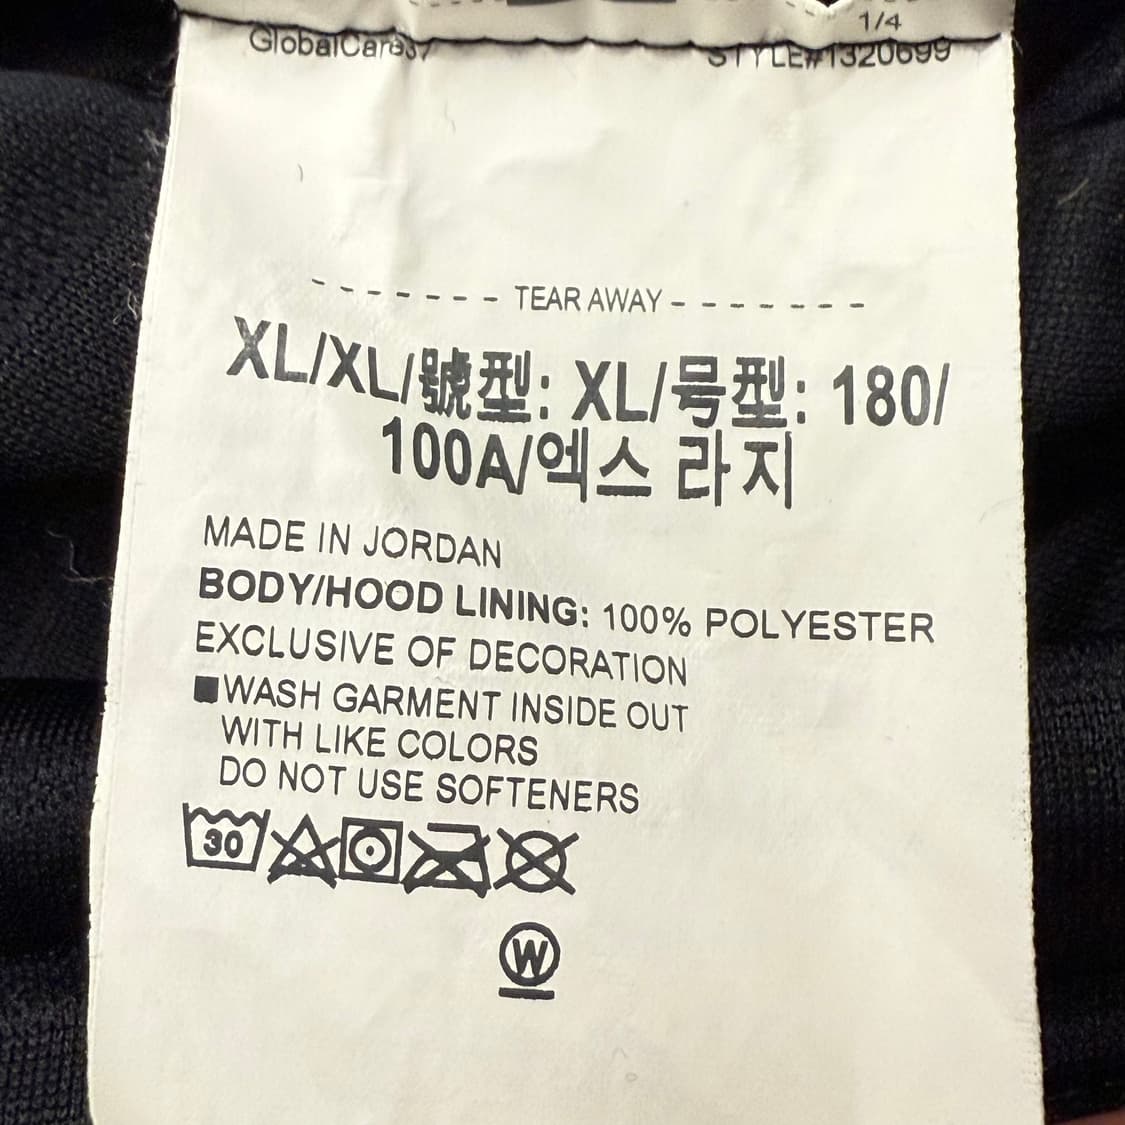 1/4
GlobalCare37
STYLE#1320699
TEAR AWAY
XL/XL/號型: XL/号型: 180/
100A/엑스 라지
MADE IN JORDAN
BODY/HOOD LINING: 100% POLYESTER
EXCLUSIVE OF DECORATION
WASH GARMENT INSIDE OUT
WITH LIKE COLORS
DO NOT USE SOFTENERS
30
W